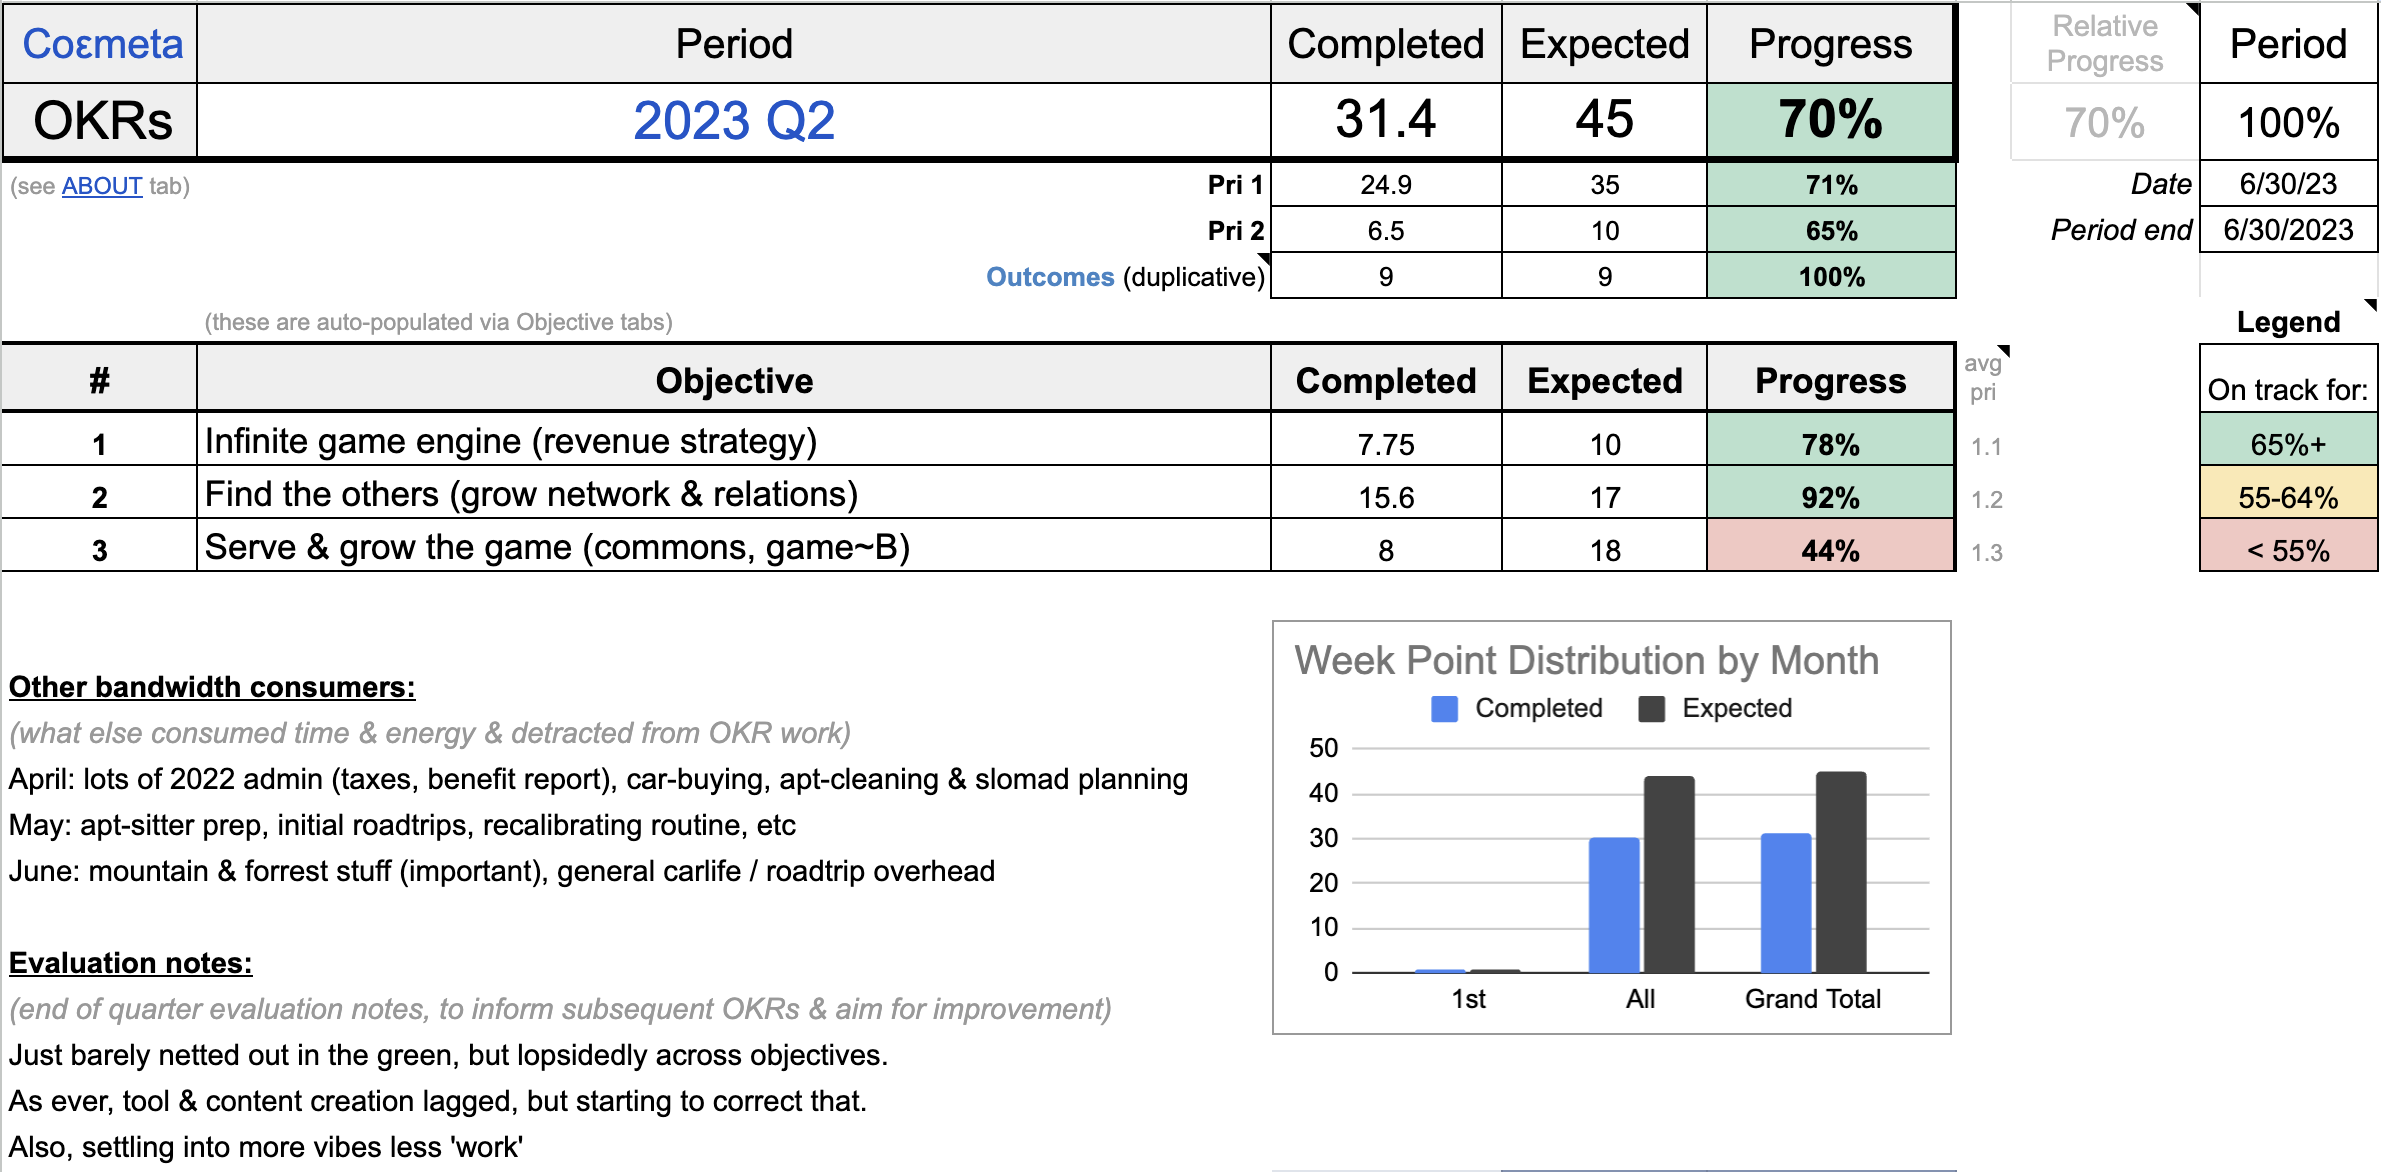 Coεmeta Period Completed Expected Progress Relative Progress Period
OKRs 2023 Q2 31.4 45 70% 70% 100%
(see ABOUT tab) Pri 1 24.9 35 71% Date 6/30/23
Pri 2 6.5 10 65% Period end 6/30/2023
Outcomes (duplicative) 9 9 100%
(these are auto-populated via Objective tabs) Legend
# Objective Completed Expected Progress avg pri On track for:
1 Infinite game engine (revenue strategy) 7.75 10 78% 1.1 65%+
2 Find the others (grow network & relations) 15.6 17 92% 1.2 55-64%
3 Serve & grow the game (commons, game~B) 8 18 44% 1.3 < 55%
Other bandwidth consumers:
(what else consumed time & energy & detracted from OKR work)
April: lots of 2022 admin (taxes, benefit report), car-buying, apt-cleaning & slomad planning
May: apt-sitter prep, initial roadtrips, recalibrating routine, etc
June: mountain & forrest stuff (important), general carlife / roadtrip overhead
Evaluation notes:
(end of quarter evaluation notes, to inform subsequent OKRs & aim for improvement)
Just barely netted out in the green, but lopsidedly across objectives.
As ever, tool & content creation lagged, but starting to correct that.
Also, settling into more vibes less 'work'
Week Point Distribution by Month
Completed Expected
50
40
30
20
10
0
1st All Grand Total